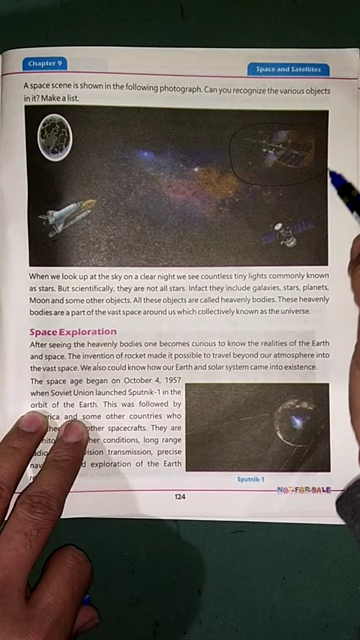 Chapter 9
Space and Satellites
A space scene is shown in the following photograph. Can you recognize the various objects
in it? Make a list.
When we look up at the sky on a clear night we see countless tiny lights commonly known
as stars. But scientifically, they are not all stars. Infact they include galaxies, stars, planets,
Moon and some other objects. All these objects are called heavenly bodies. These heavenly
bodies are a part of the vast space around us which collectively known as the universe.
Space Exploration
After seeing the heavenly bodies one becomes curious to know the realities of the Earth
and space. The invention of rocket made it possible to travel beyond our atmosphere into
the vast space. We also could know how our Earth and solar system came into existence.
The space age began on October 4, 1957
when Soviet Union launched Sputnik-1 in the
orbit of the Earth. This was followed by
and some other countries who
other spacecrafts. They are
conditions, long range
transmission, precise
exploration of the Earth
Sputnik-1
124
NOT FOR SALE